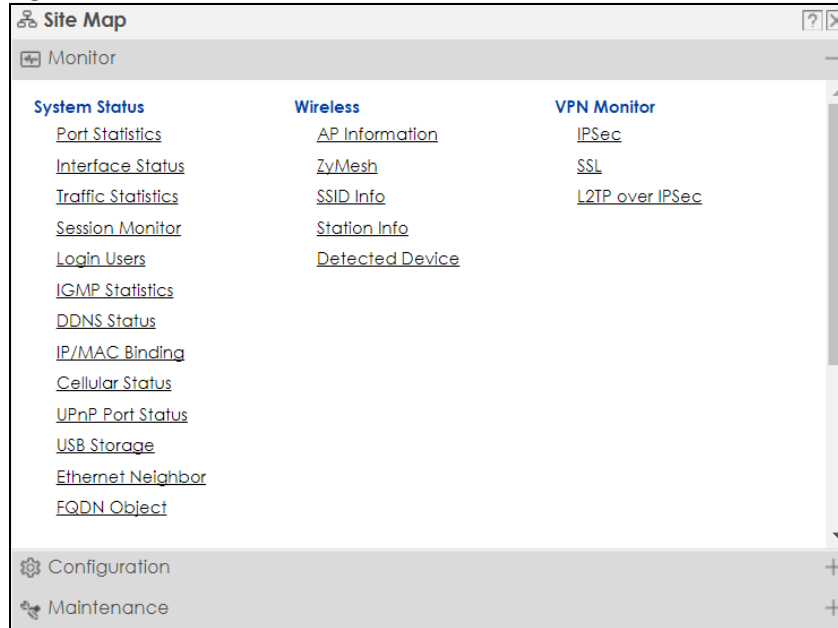 Site Map
?
Monitor
System Status
Port Statistics
Interface Status
Traffic Statistics
Session Monitor
Login Users
IGMP Statistics
DDNS Status
IP/MAC Binding
Cellular Status
UPnP Port Status
USB Storage
Ethernet Neighbor
FQDN Object
Wireless
AP Information
ZyMesh
SSID Info
Station Info
Detected Device
VPN Monitor
IPSec
SSL
L2TP over IPSec
Configuration
Maintenance